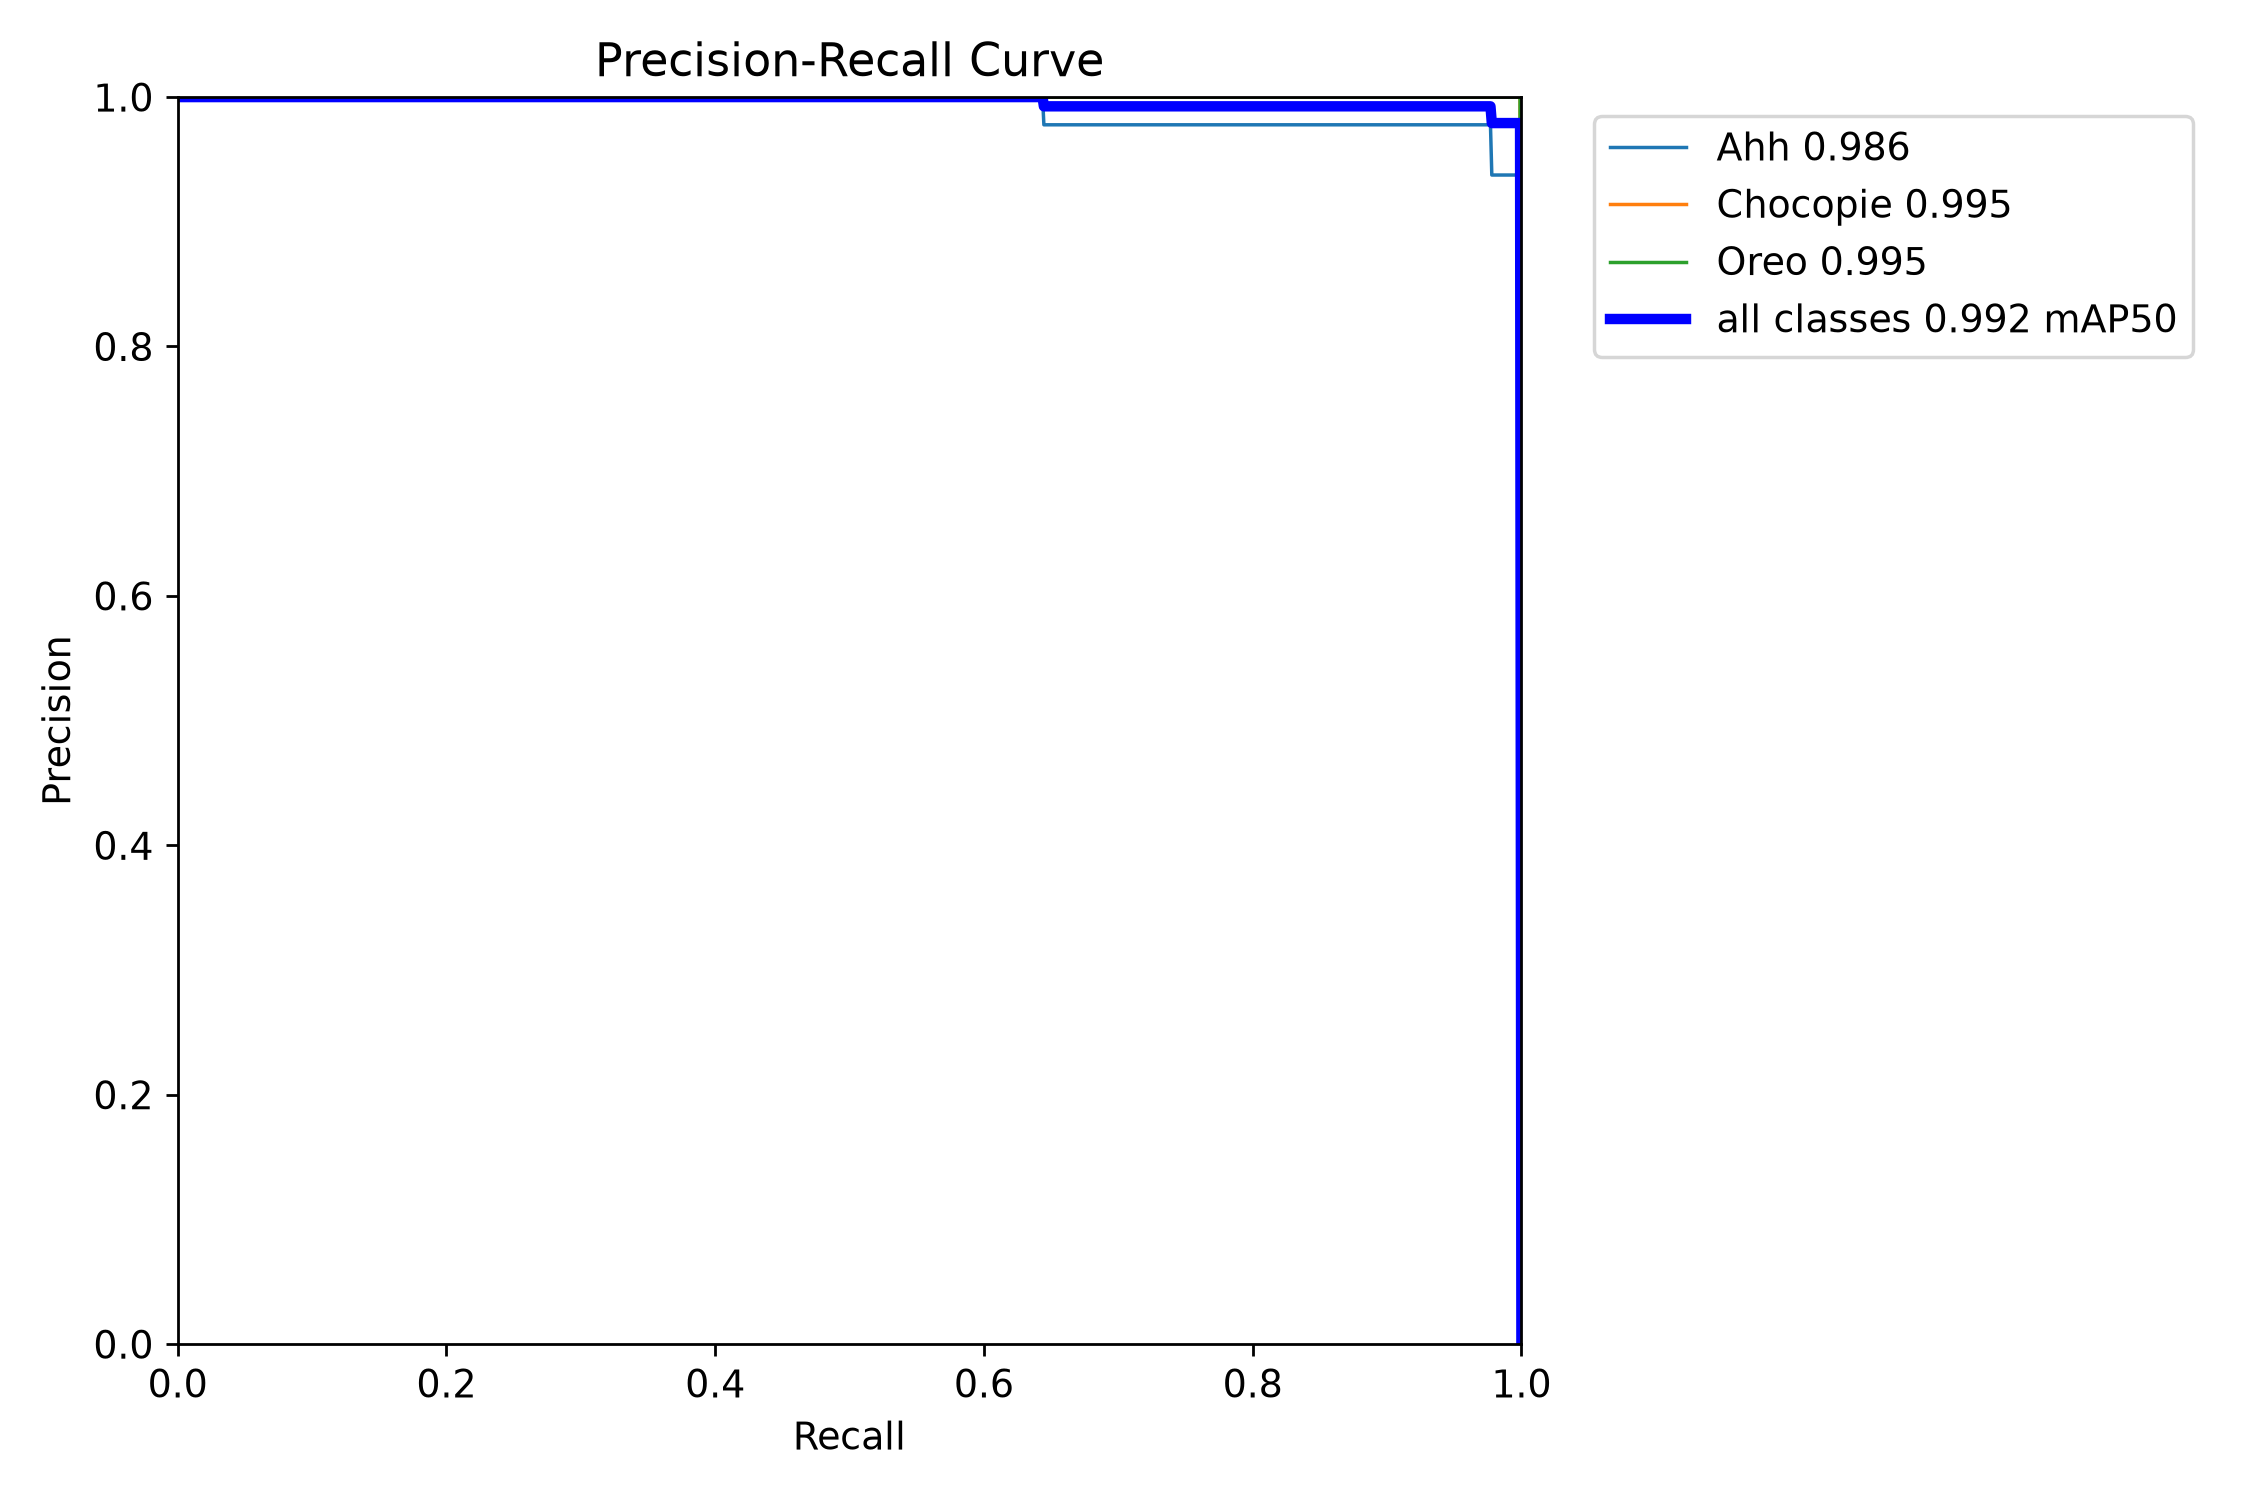 Precision-Recall Curve
1.0
0.8
0.6
0.4
0.2
0.0
Precision
0.0 0.2 0.4 0.6 0.8 1.0
Recall
Ahh 0.986
Chocopie 0.995
Oreo 0.995
all classes 0.992 mAP50